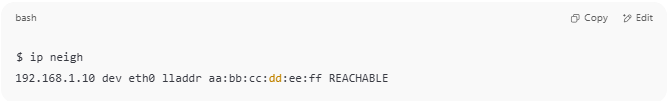 bash
Copy
Edit
$ ip neigh
192.168.1.10 dev eth0 lladdr aa:bb:cc:dd:ee:ff REACHABLE